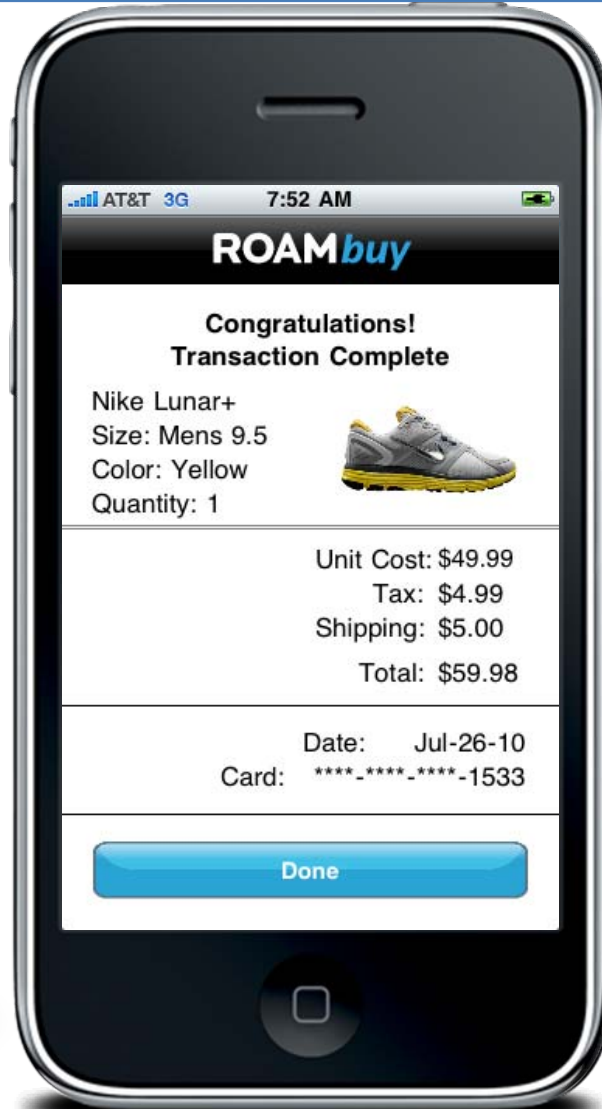 AT&T 3G 7:52 AM
ROAMbuy
Congratulations!
Transaction Complete
Nike Lunar+
Size: Mens 9.5
Color: Yellow
Quantity: 1
Unit Cost: $49.99
Tax: $4.99
Shipping: $5.00
Total: $59.98
Date: Jul-26-10
Card: ****-****-****-1533
Done